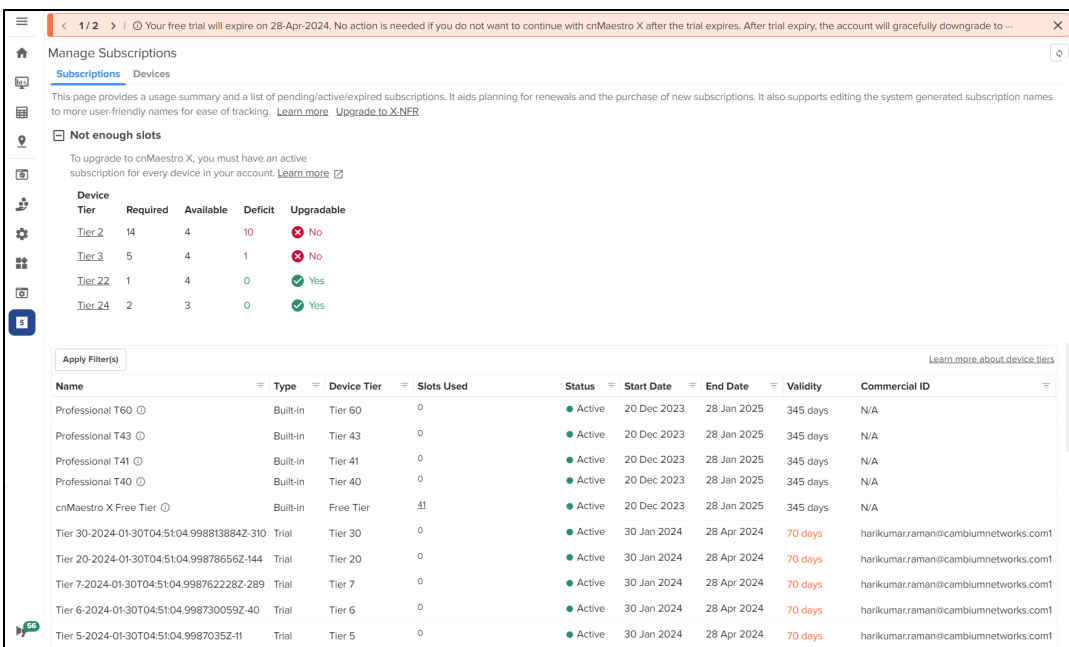 1 / 2 Your free trial will expire on 28-Apr-2024. No action is needed if you do not want to continue with cnMaestro X after the trial expires. After trial expiry, the account will gracefully downgrade to ···
Manage Subscriptions
Subscriptions Devices
This page provides a usage summary and a list of pending/active/expired subscriptions. It aids planning for renewals and the purchase of new subscriptions. It also supports editing the system generated subscription names
to more user-friendly names for ease of tracking. Learn more Upgrade to X-NFR
Not enough slots
To upgrade to cnMaestro X, you must have an active
subscription for every device in your account. Learn more
Device
Tier Required Available Deficit Upgradable
Tier 2 14 4 10 No
Tier 3 5 4 1 No
Tier 22 1 4 0 Yes
Tier 24 2 3 0 Yes
Apply Filter(s) Learn more about device tiers
Name Type Device Tier Slots Used Status Start Date End Date Validity Commercial ID
Professional T60 Built-in Tier 60 0 Active 20 Dec 2023 28 Jan 2025 345 days N/A
Professional T43 Built-in Tier 43 0 Active 20 Dec 2023 28 Jan 2025 345 days N/A
Professional T41 Built-in Tier 41 0 Active 20 Dec 2023 28 Jan 2025 345 days N/A
Professional T40 Built-in Tier 40 0 Active 20 Dec 2023 28 Jan 2025 345 days N/A
cnMaestro X Free Tier Built-in Free Tier 41 Active 20 Dec 2023 28 Jan 2025 345 days N/A
Tier 30-2024-01-30T04:51:04.998813884Z-310 Trial Tier 30 0 Active 30 Jan 2024 28 Apr 2024 70 days harikumar.raman@cambiumnetworks.com1
Tier 20-2024-01-30T04:51:04.99878656Z-144 Trial Tier 20 0 Active 30 Jan 2024 28 Apr 2024 70 days harikumar.raman@cambiumnetworks.com1
Tier 7-2024-01-30T04:51:04.998762228Z-289 Trial Tier 7 0 Active 30 Jan 2024 28 Apr 2024 70 days harikumar.raman@cambiumnetworks.com1
Tier 6-2024-01-30T04:51:04.998730059Z-40 Trial Tier 6 0 Active 30 Jan 2024 28 Apr 2024 70 days harikumar.raman@cambiumnetworks.com1
56
Tier 5-2024-01-30T04:51:04.9987035Z-11 Trial Tier 5 0 Active 30 Jan 2024 28 Apr 2024 70 days harikumar.raman@cambiumnetworks.com1